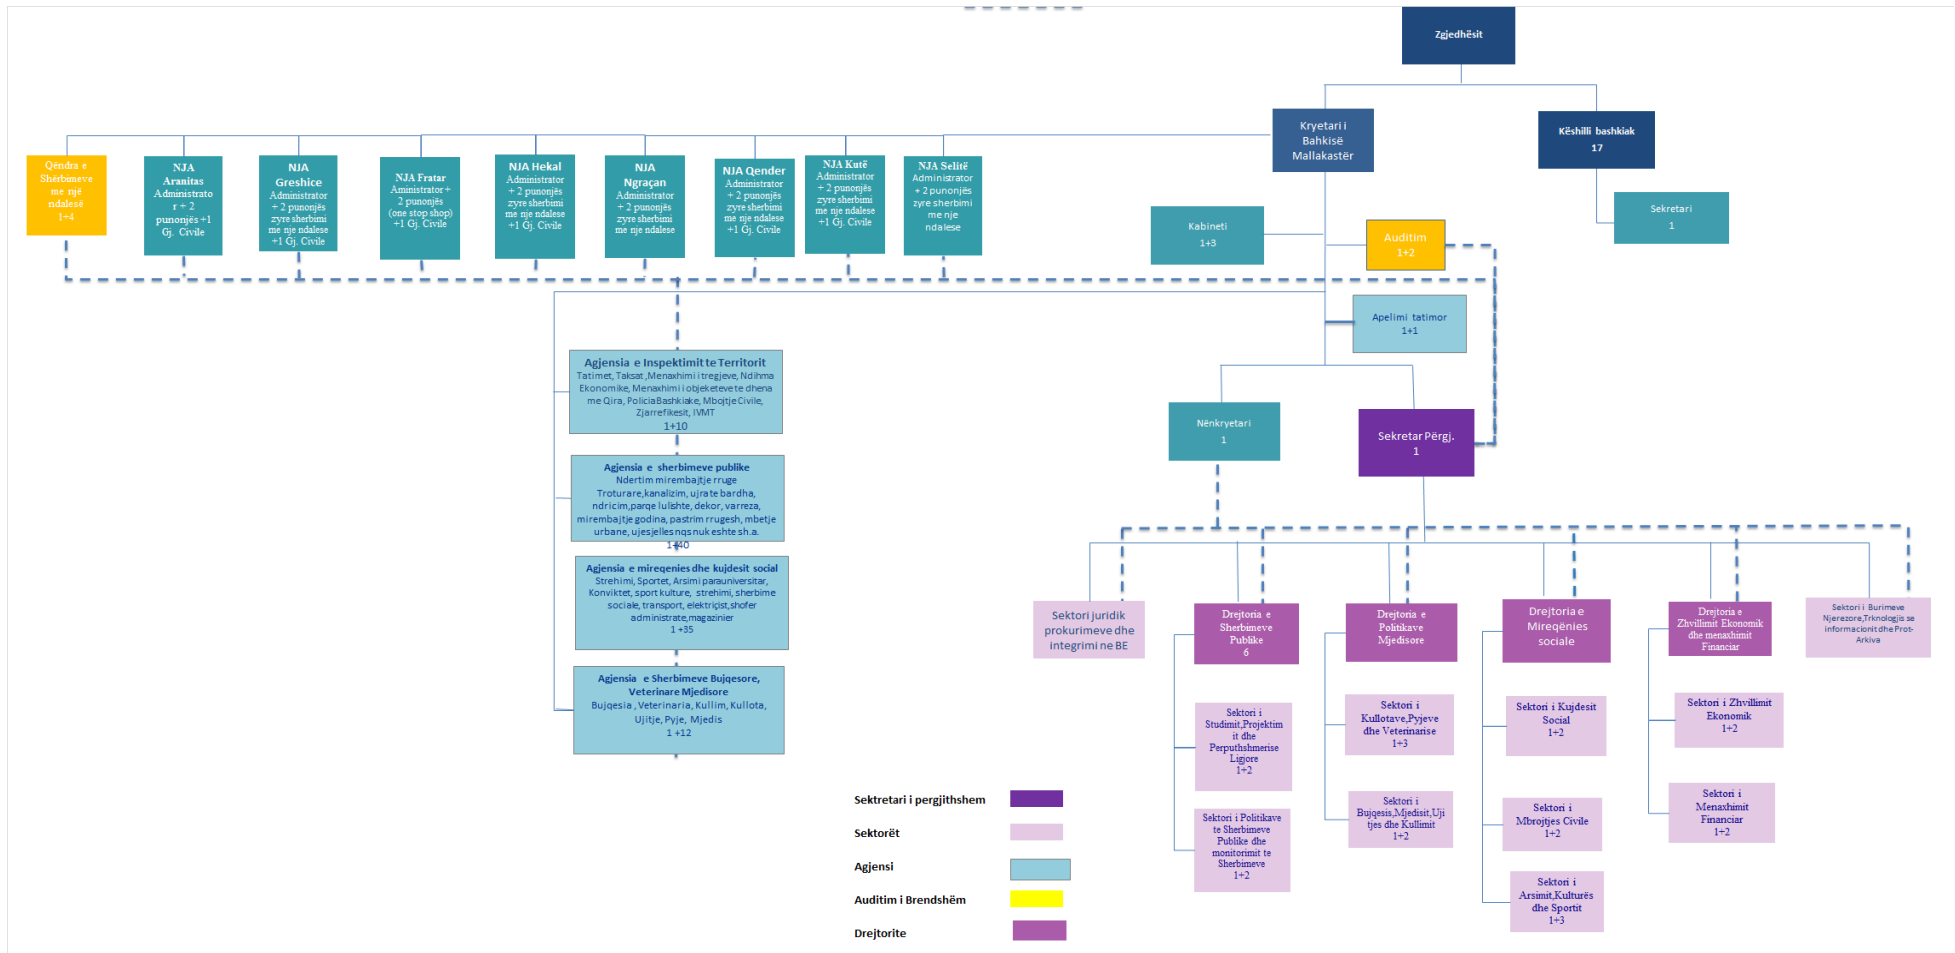 Zgjedhësit
Kryetari i
Bahkisë
Mallakastër
Këshilli bashkiak
17
Sekretari
1
Kabineti
1+3
Auditim
1+2
Apelimi tatimor
1+1
Nënkryetari
1
Sekretar Përgj.
1
Qëndra e
Sherbimeve
me një
ndalesë
1+4
NJA
Aranitas
Administrato
r + 2
punonjës +1
Gj. Civile
NJA
Greshice
Administrator
+ 2 punonjës
zyre sherbimi
me nje ndalese
+1 Gj. Civile
NJA Fratar
Aministrator +
2 punonjës
(one stop shop)
+1 Gj. Civile
NJA Hekal
Administrator
+ 2 punonjës
zyre sherbimi
me nje ndalese
+1 Gj. Civile
NJA
Ngraçan
Administrator
+ 2 punonjës
zyre sherbimi
me nje ndalese
NJA Qender
Administrator
+ 2 punonjës
zyre sherbimi
me nje ndalese
+1 Gj. Civile
NJA Kutë
Administrator
+ 2 punonjës
zyre sherbimi
me nje ndalese
+1 Gj. Civile
NJA Selitë
Administrator
+ 2 punonjës
zyre sherbimi
me nje
ndalese
Agjensia e Inspektimit te Territorit
Tatimet, Taksat ,Menaxhimi i tregjeve, Ndihma
Ekonomike, Menaxhimi i objeketeve te dhena
me Qira, PoliciaBashkiake, Mbojtje Civile,
Zjarrefikesit, IVMT
1+10
Agjensia e sherbimeve publike
Ndertim mirembajtje rruge
Troturare,kanalizim, ujrate bardha,
ndricim,parqe lulishte, dekor, varreza,
mirembajtje godina, pastrim rrugesh, mbetje
urbane, ujesjelles nqs nuk eshte sh.a.
1+40
Agjensia e mireqenies dhe kujdesit social
Strehimi, Sportet, Arsimi parauniversitar,
Konviktet, sport kulture, strehimi, sherbime
sociale, transport, elektriçist,shofer
administrate,magazinier
1 +35
Agjensia e Sherbimeve Bujqesore,
Veterinare Mjedisore
Bujqesia , Veterinaria, Kullim, Kullota,
Ujitje, Pyje, Mjedis
1 +12
Sektori juridik
prokurimeve dhe
integrimi ne BE
Drejtoria e
Sherbimeve
Publike
6
Sektori i
Studimit,Projektim
it dhe
Perputhshmerise
Ligjore
1+2
Sektori i Politikave
te Sherbimeve
Publike dhe
monitorimit te
Sherbimeve
1+2
Drejtoria e
Politikave
Mjedisore
Sektori i
Kullotave,Pyjeve
dhe Veterinarise
1+3
Sektori i
Bujqesis,Mjedisit,Uji
tjes dhe Kullimit
1+2
Drejtoria e
Mireqënies
sociale
Sektori i Kujdesit
Social
1+2
Sektori i
Mbrojtjes Civile
1+2
Sektori i
Arsimit,Kulturës
dhe Sportit
1+3
Drejtoria e
Zhvillimit Ekonomik
dhe menaxhimit
Financiar
Sektori i Zhvillimit
Ekonomik
1+2
Sektori i
Menaxhimit
Financiar
1+2
Sektori i Burimeve
Njerezore,Trknologjis se
informacionit dhe Prot-
Arkiva
Sektretari i pergjithshem
Sektorët
Agjensi
Auditim i Brendshëm
Drejtorite